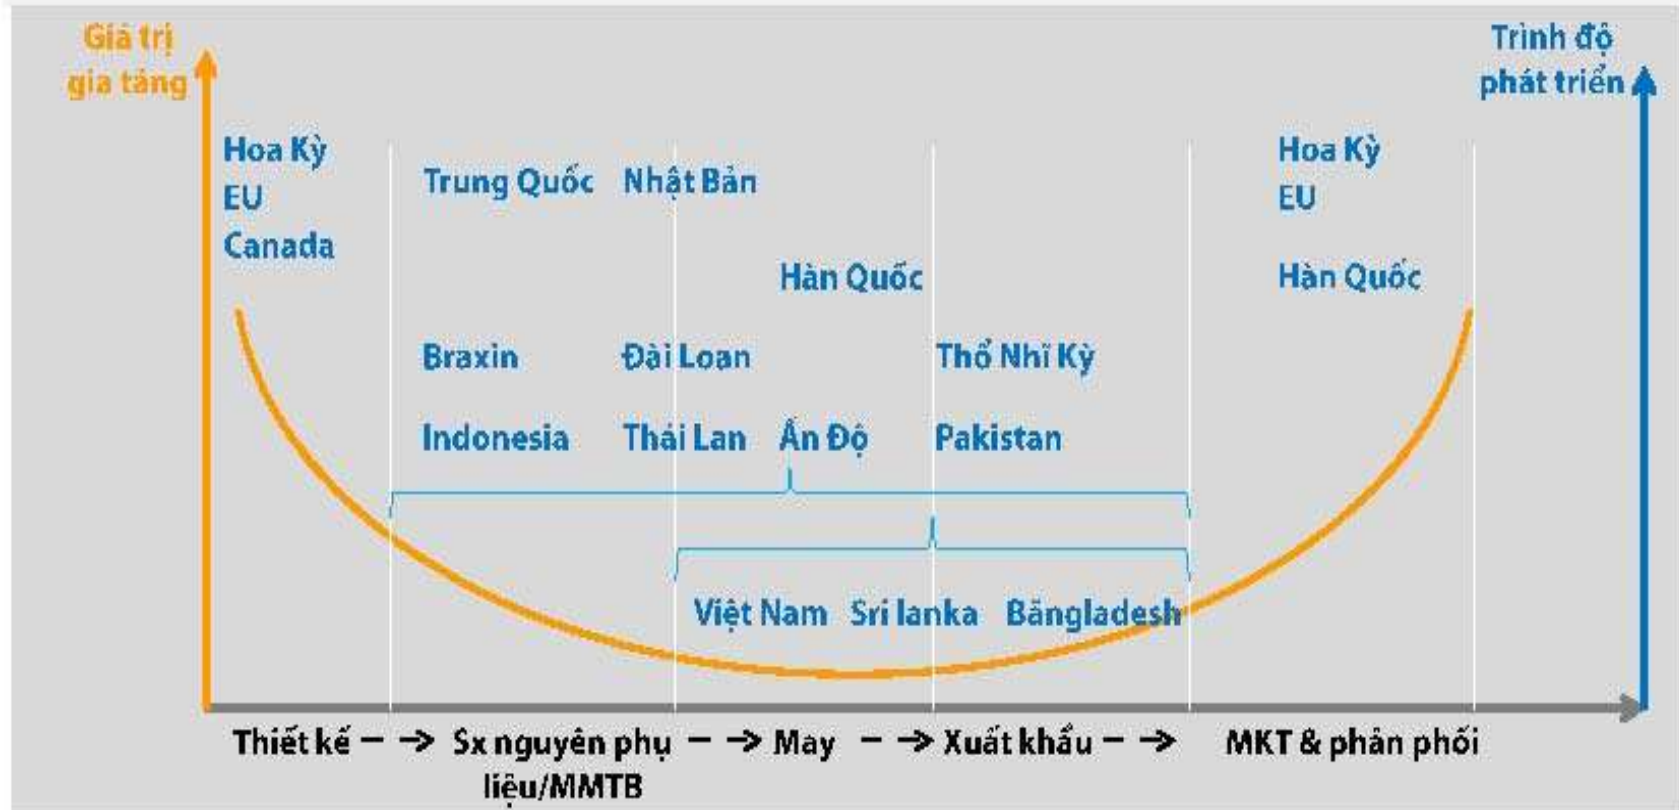 Giá trị
gia tăng
Trình độ
phát triển
Hoa Kỳ
EU
Canada
Trung Quốc
Nhật Bản
Hoa Kỳ
EU
Hàn Quốc
Hàn Quốc
Braxin
Đài Loan
Thổ Nhĩ Kỳ
Indonesia
Thái Lan
Ấn Độ
Pakistan
Việt Nam
Sri lanka
Băngladesh
Thiết kế – → Sx nguyên phụ – → May – → Xuất khẩu – → MKT & phân phối
liệu/MMTB